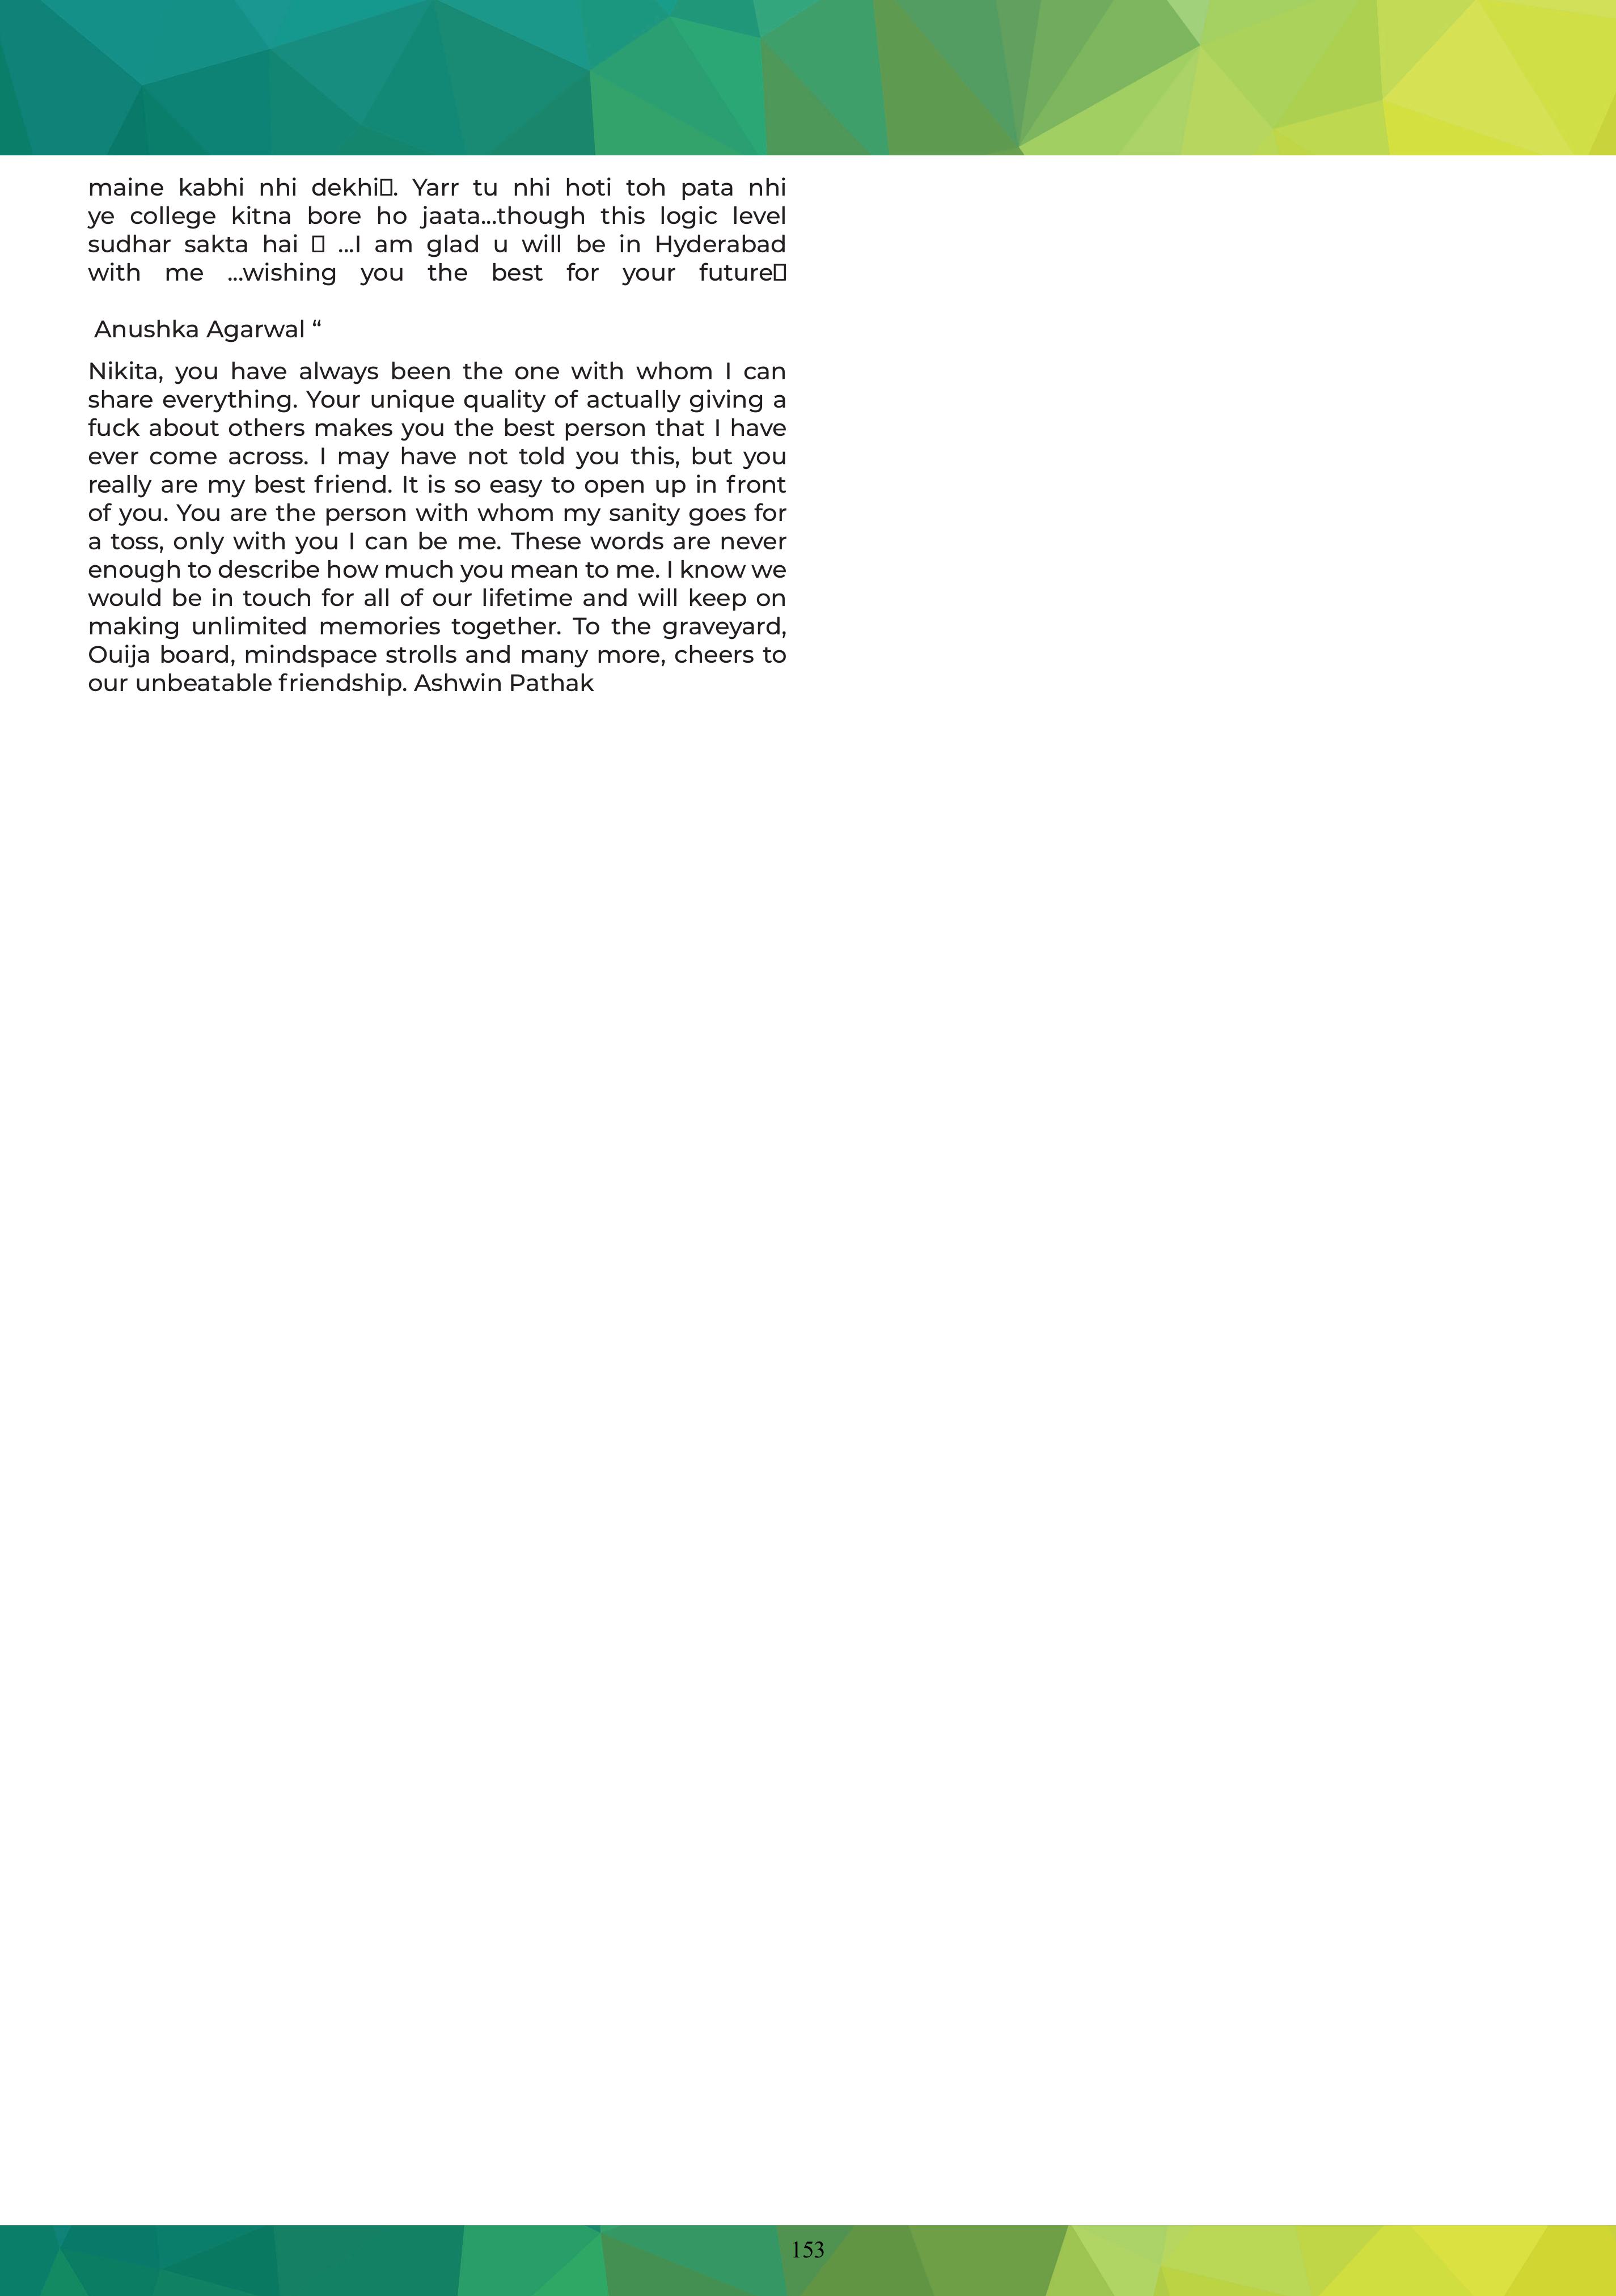 maine kabhi nhi dekhi▯. Yarr tu nhi hoti toh pata nhi
ye college kitna bore ho jaata...though this logic level
sudhar sakta hai ▯ ...I am glad u will be in Hyderabad
with me ...wishing you the best for your future▯
Anushka Agarwal “
Nikita, you have always been the one with whom I can
share everything. Your unique quality of actually giving a
fuck about others makes you the best person that I have
ever come across. I may have not told you this, but you
really are my best friend. It is so easy to open up in front
of you. You are the person with whom my sanity goes for
a toss, only with you I can be me. These words are never
enough to describe how much you mean to me. I know we
would be in touch for all of our lifetime and will keep on
making unlimited memories together. To the graveyard,
Ouija board, mindspace strolls and many more, cheers to
our unbeatable friendship. Ashwin Pathak
153